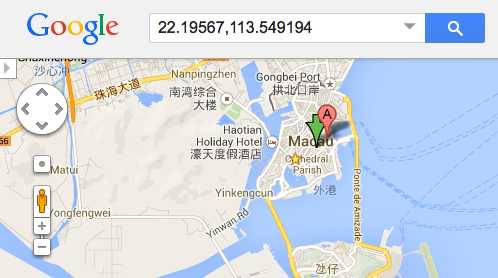 Google
22.19567,113.549194
沙心冲
Nanpingzhen
Gongbei Port
拱北口岸
珠海大道
南湾综合
大楼
A
Haotian
Holiday Hotel
濠天度假酒店
Macau
Cathedral
Parish
Matui
外港
Yinkengcun
Yinwan Rd
Ponte de Amizade
Yongfengwei
氹仔